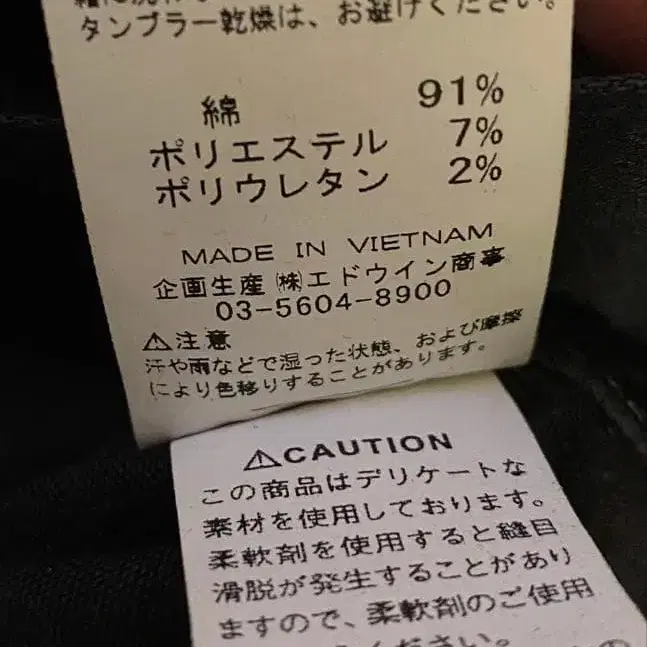 タンブラー乾燥は、お避けください。
綿 91%
ポリエステル 7%
ポリウレタン 2%
MADE IN VIETNAM
企画生産 ㈱エドウイン商事
03-5604-8900
⚠注意
汗や雨などで湿った状態、および摩擦
により色移りすることがあります。
⚠CAUTION
この商品はデリケートな
素材を使用しております。
柔軟剤を使用すると縫目
滑脱が発生することがあり
ますので、柔軟剤のご使用
ください。